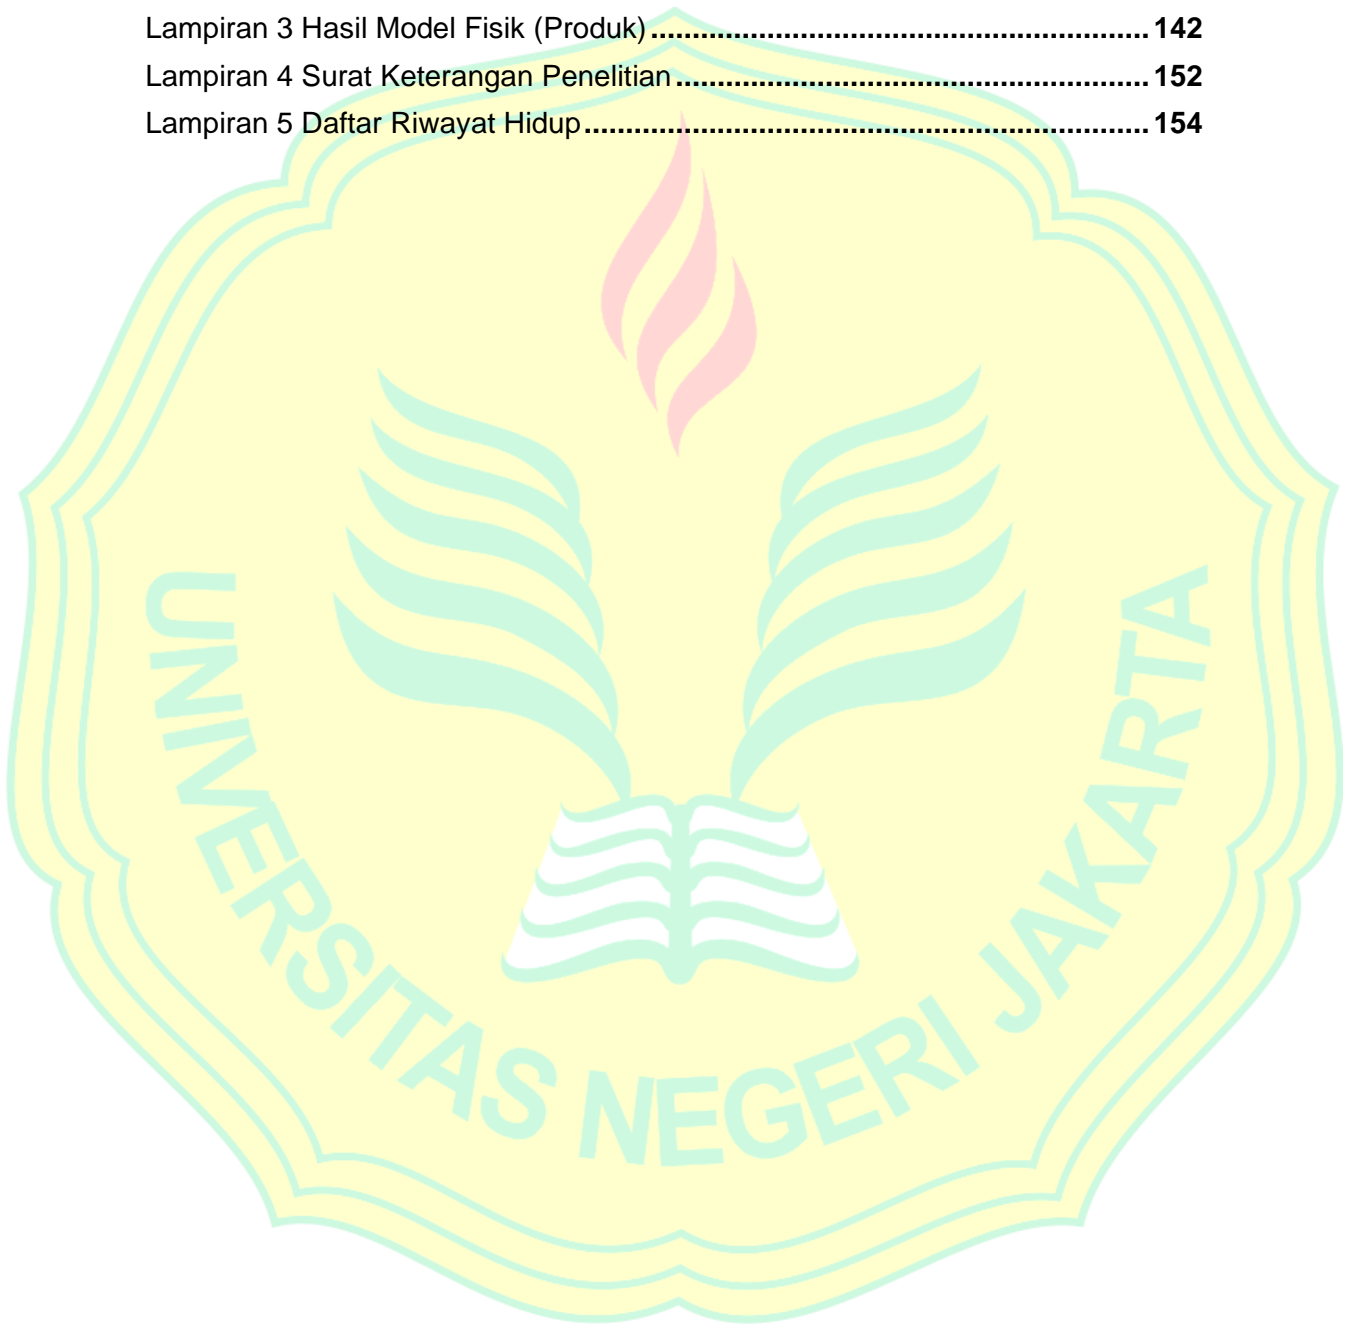 Lampiran 3 Hasil Model Fisik (Produk) ............................................................ 142
Lampiran 4 Surat Keterangan Penelitian ......................................................... 152
Lampiran 5 Daftar Riwayat Hidup .................................................................... 154
UNIVERSITAS NEGERI JAKARTA